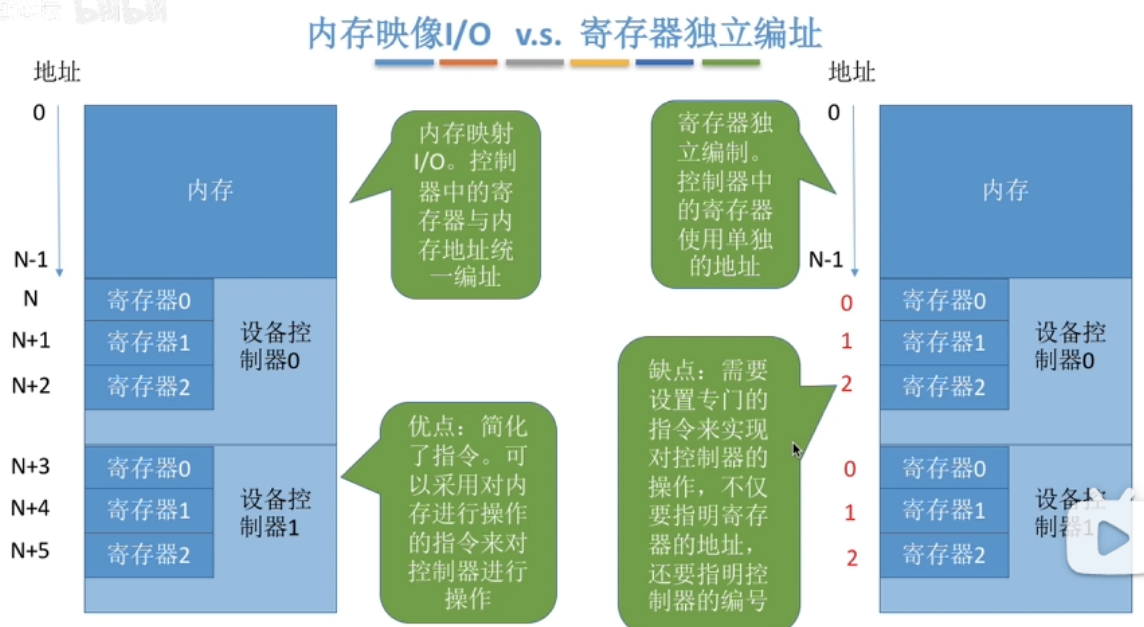 内存映像I/O v.s. 寄存器独立编址
地址
0
N-1
N
N+1
N+2
N+3
N+4
N+5
内存
寄存器0
寄存器1
寄存器2
设备控
制器0
寄存器0
寄存器1
寄存器2
设备控
制器1
内存映射
I/O。控制
器中的寄
存器与内
存地址统
一编址
优点：简化
了指令。可
以采用对内
存进行操作
的指令来对
控制器进行
操作
寄存器独
立编制。
控制器中
的寄存器
使用单独
的地址
缺点：需要
设置专门的
指令来实现
对控制器的
操作，不仅
要指明寄存
器的地址，
还要指明控
制器的编号
地址
0
N-1
0
1
2
0
1
2
内存
寄存器0
寄存器1
寄存器2
设备控
制器0
寄存器0
寄存器1
寄存器2
设备控
制器1